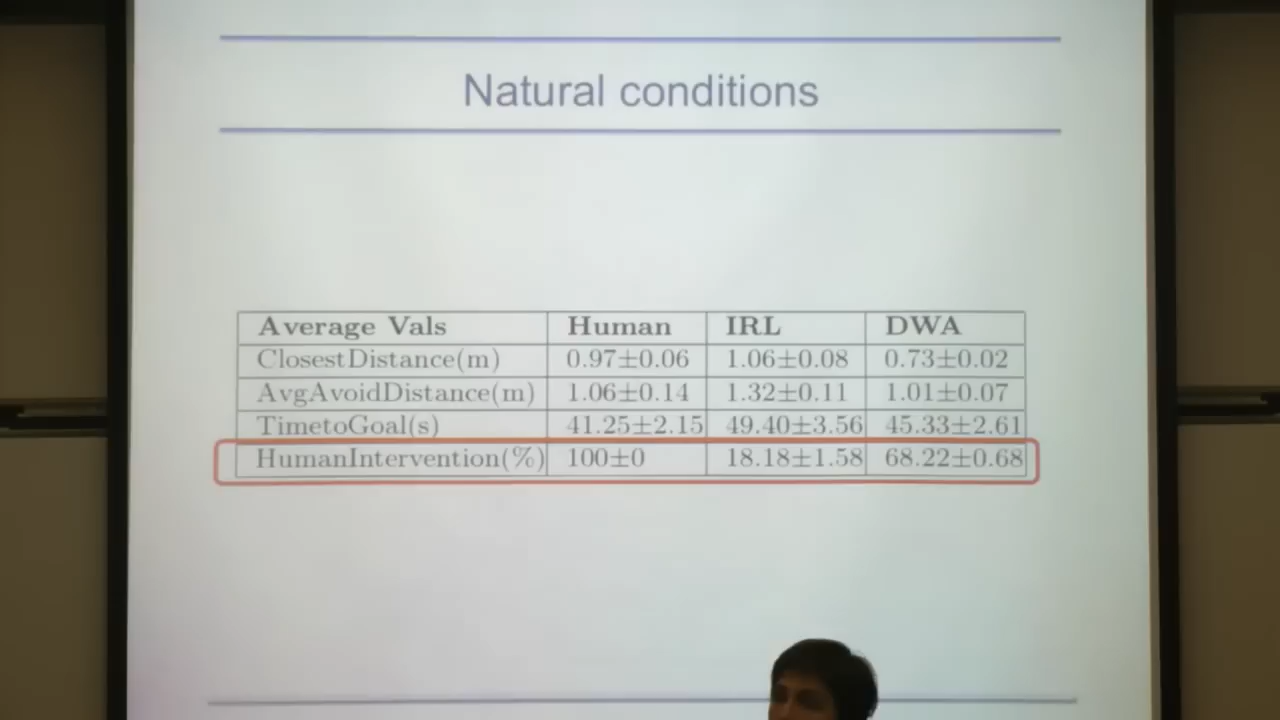 Natural conditions
Average Vals Human IRL DWA
ClosestDistance(m) 0.97±0.06 1.06±0.08 0.73±0.02
AvgAvoidDistance(m) 1.06±0.14 1.32±0.11 1.01±0.07
TimetoGoal(s) 41.25±2.15 49.40±3.56 45.33±2.61
HumanIntervention(%) 100±0 18.18±1.58 68.22±0.68